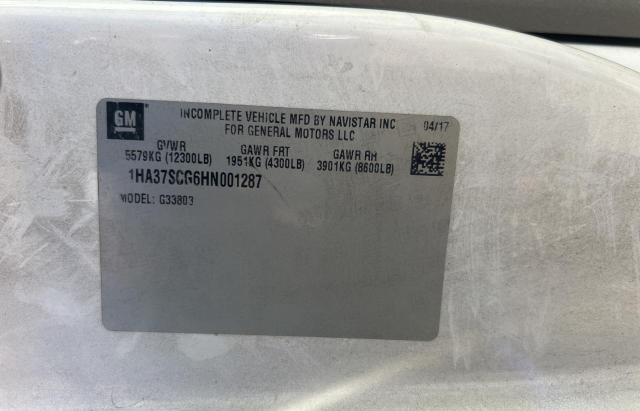 GM
INCOMPLETE VEHICLE MFD BY NAVISTAR INC
FOR GENERAL MOTORS LLC
04/17
GVWR GAWR FRT GAWR RR
5579KG (12300LB) 1951KG (4300LB) 3901KG (8600LB)
1HA37SCG6HN001287
MODEL: G33803